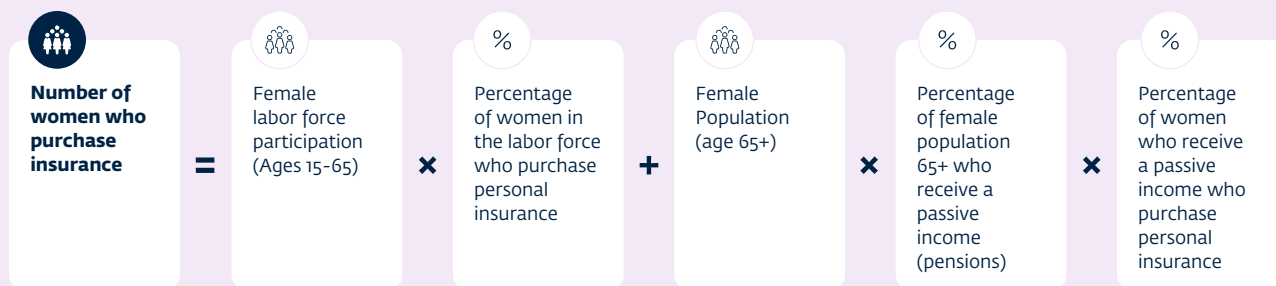 Number of
women who
purchase
insurance
=
Female
labor force
participation
(Ages 15-65)
×
%
Percentage
of women in
the labor force
who purchase
personal
insurance
+
Female
Population
(age 65+)
×
%
Percentage
of female
population
65+ who
receive a
passive
income
(pensions)
×
%
Percentage
of women
who receive
a passive
income who
purchase
personal
insurance